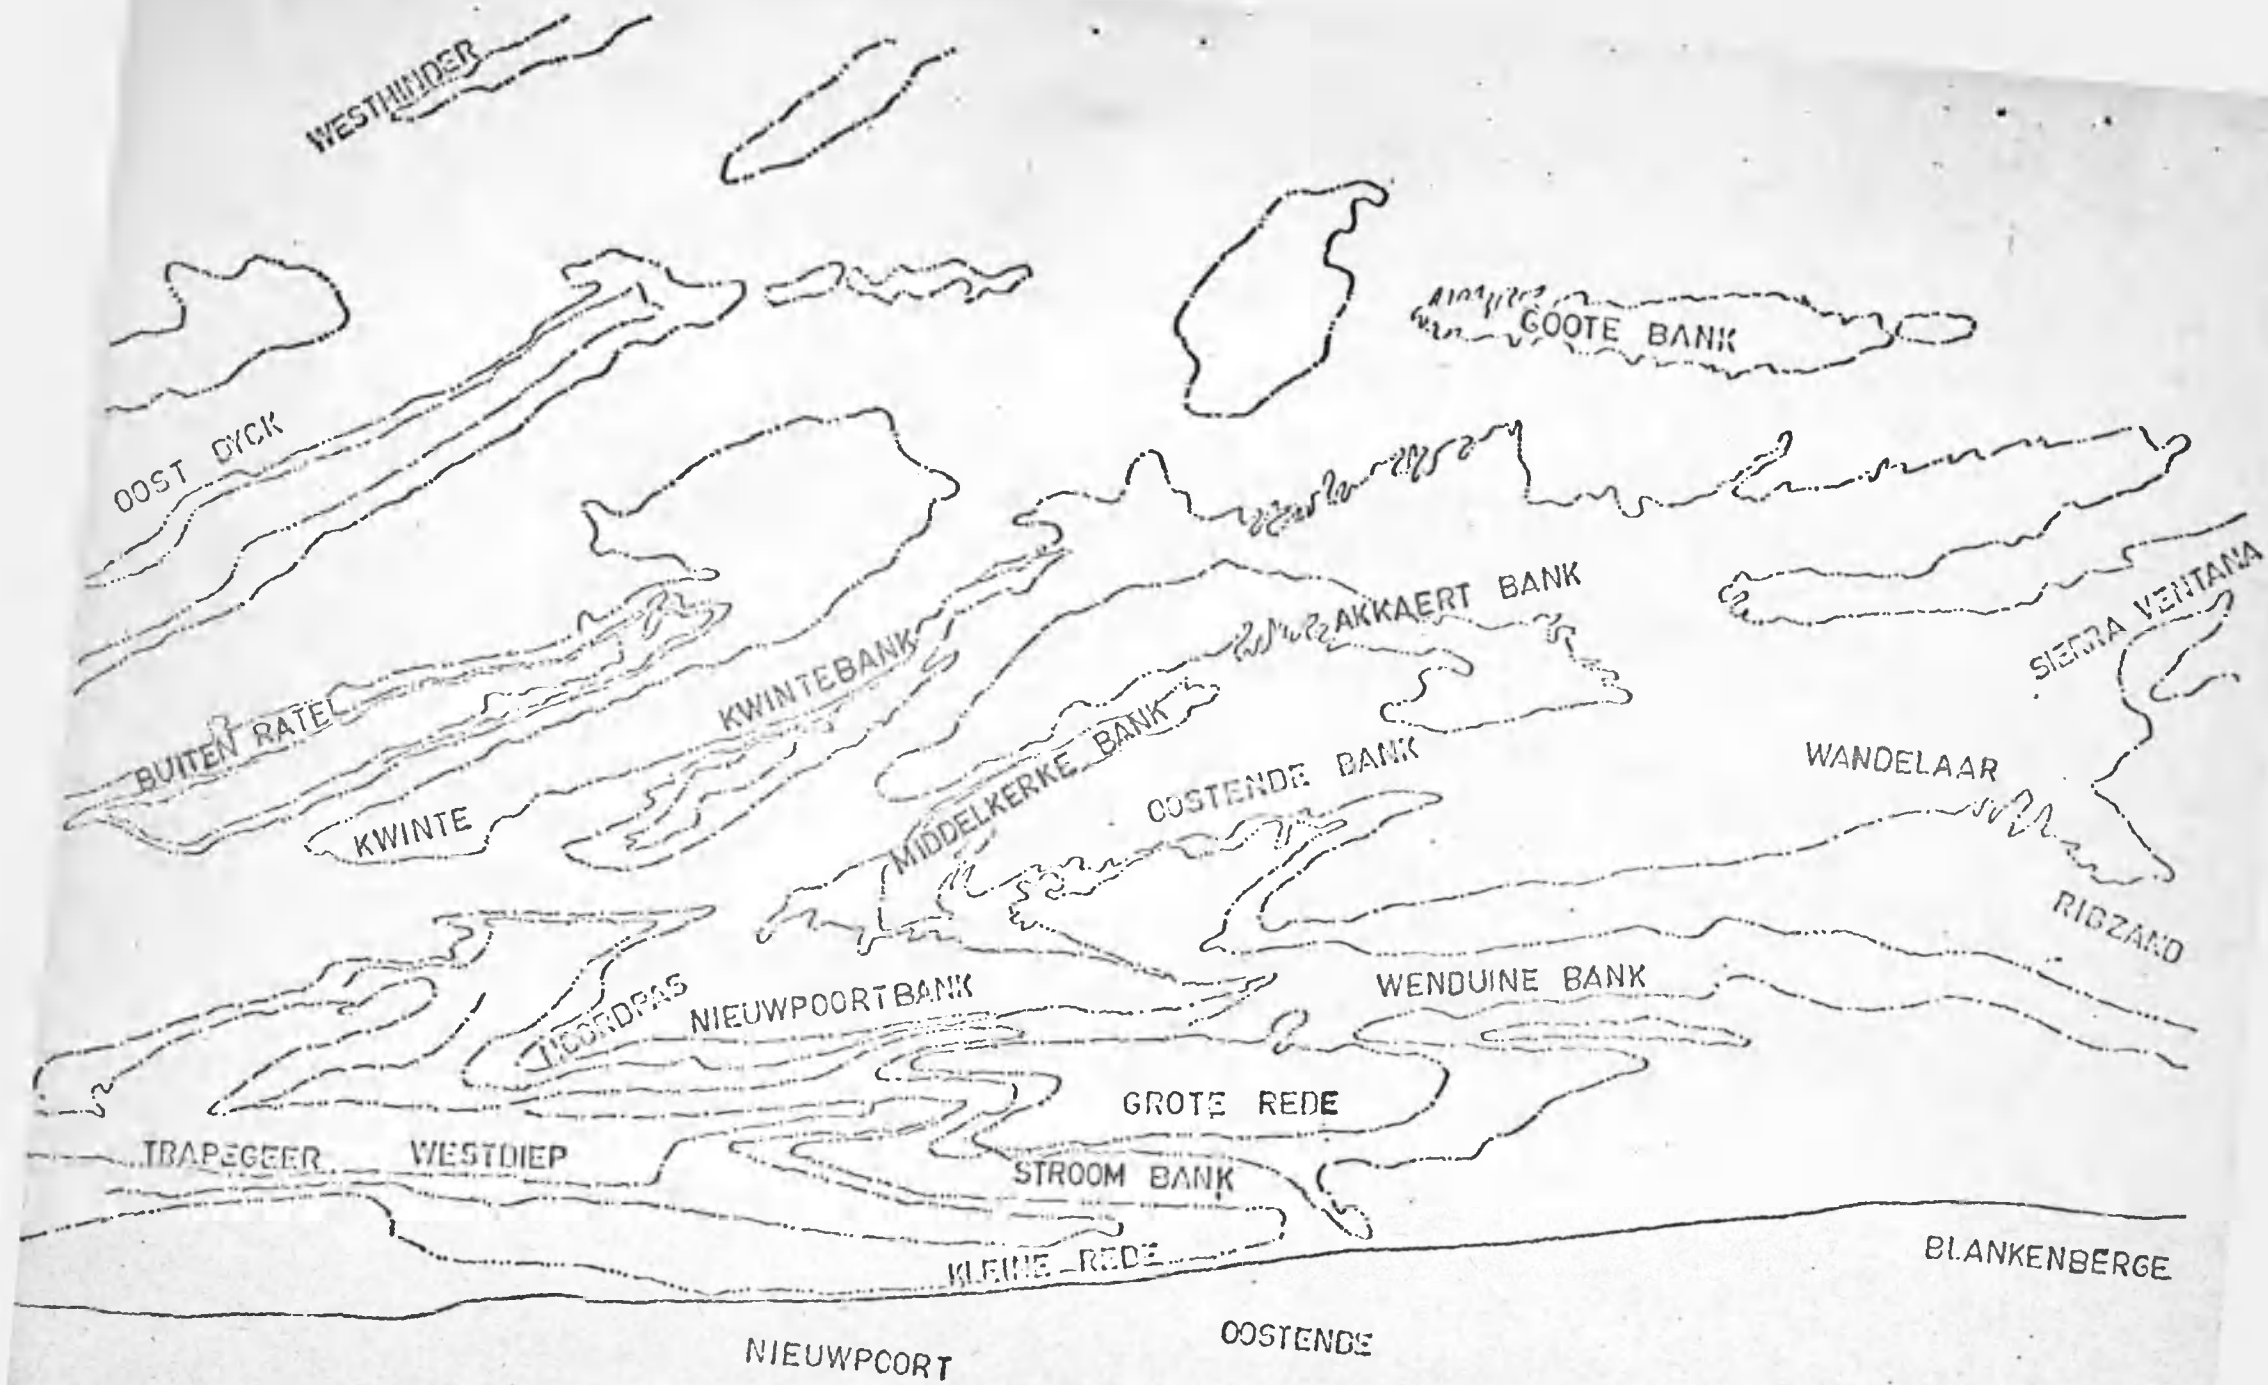 WESTHINDER
GOOTE BANK
OOST DYCK
SIERRA VENTANA
AKKAERT BANK
KWINTEBANK
BUITEN RATEL
MIDDELKERKE BANK
OOSTENDE BANK
WANDELAAR
KWINTE
RIBZAND
NOORDPAS
NIEUWPOORTBANK
WENDUINE BANK
GROTE REDE
TRAPEGEER
WESTDIEP
STROOM BANK
KLEINE REDE
BLANKENBERGE
NIEUWPOORT
OOSTENDE